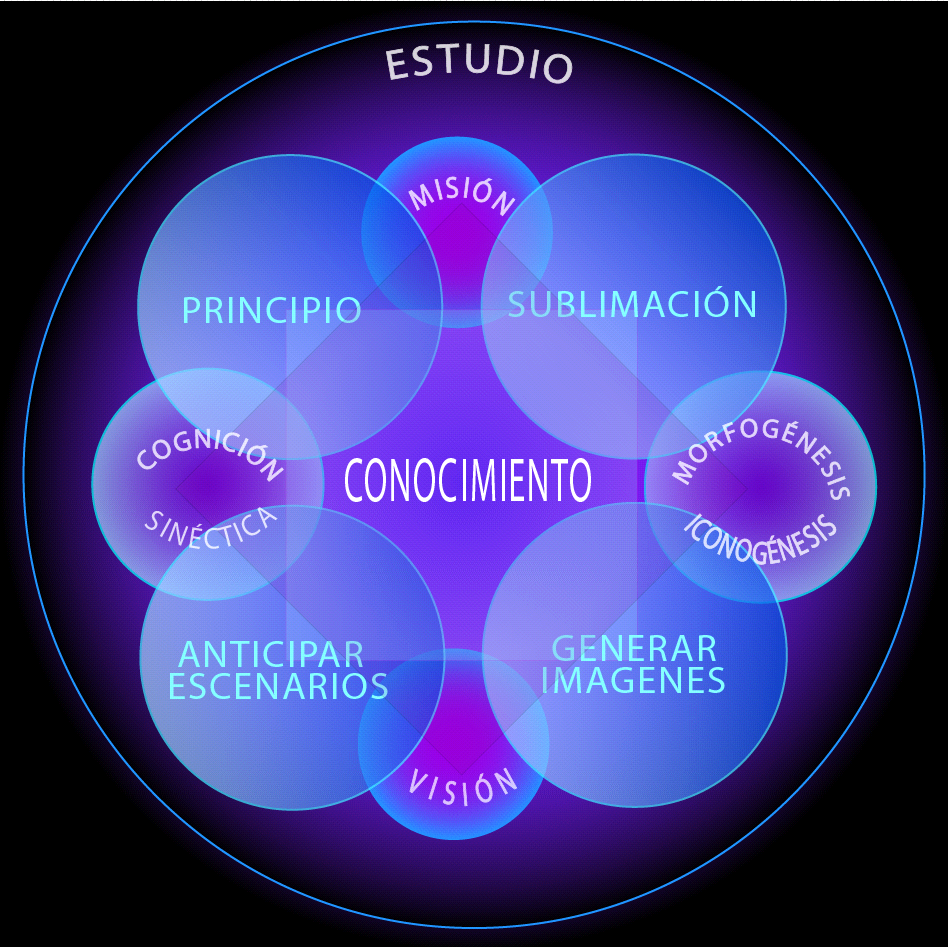 ESTUDIO
MISIÓN
PRINCIPIO
SUBLIMACIÓN
COGNICIÓN
SINÉCTICA
CONOCIMIENTO
MORFOGÉNESIS
ICONOGÉNESIS
ANTICIPAR
ESCENARIOS
GENERAR
IMAGENES
VISIÓN